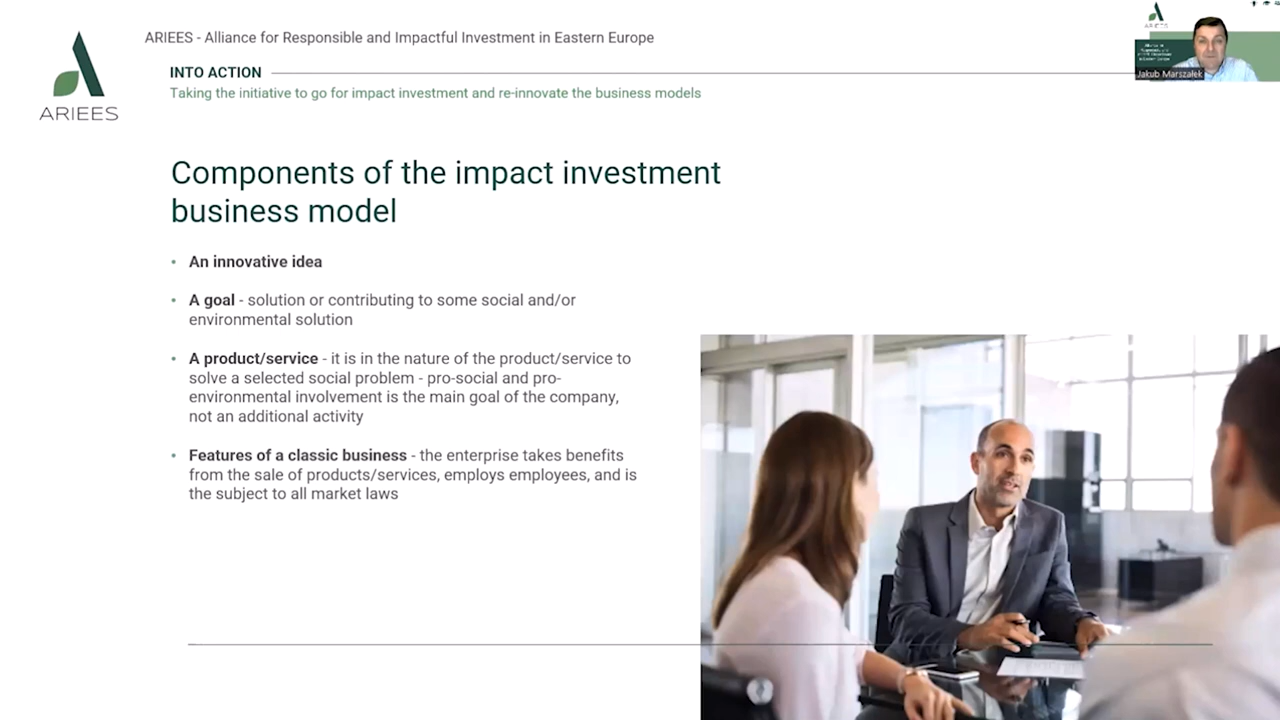 ARIEES - Alliance for Responsible and Impactful Investment in Eastern Europe
INTO ACTION
Taking the initiative to go for impact investment and re-innovate the business models
ARIEES
ARIEES
Jakub Marszałek
Components of the impact investment
business model
• An innovative idea
• A goal - solution or contributing to some social and/or
environmental solution
• A product/service - it is in the nature of the product/service to
solve a selected social problem - pro-social and pro-
environmental involvement is the main goal of the company,
not an additional activity
• Features of a classic business - the enterprise takes benefits
from the sale of products/services, employs employees, and is
the subject to all market laws